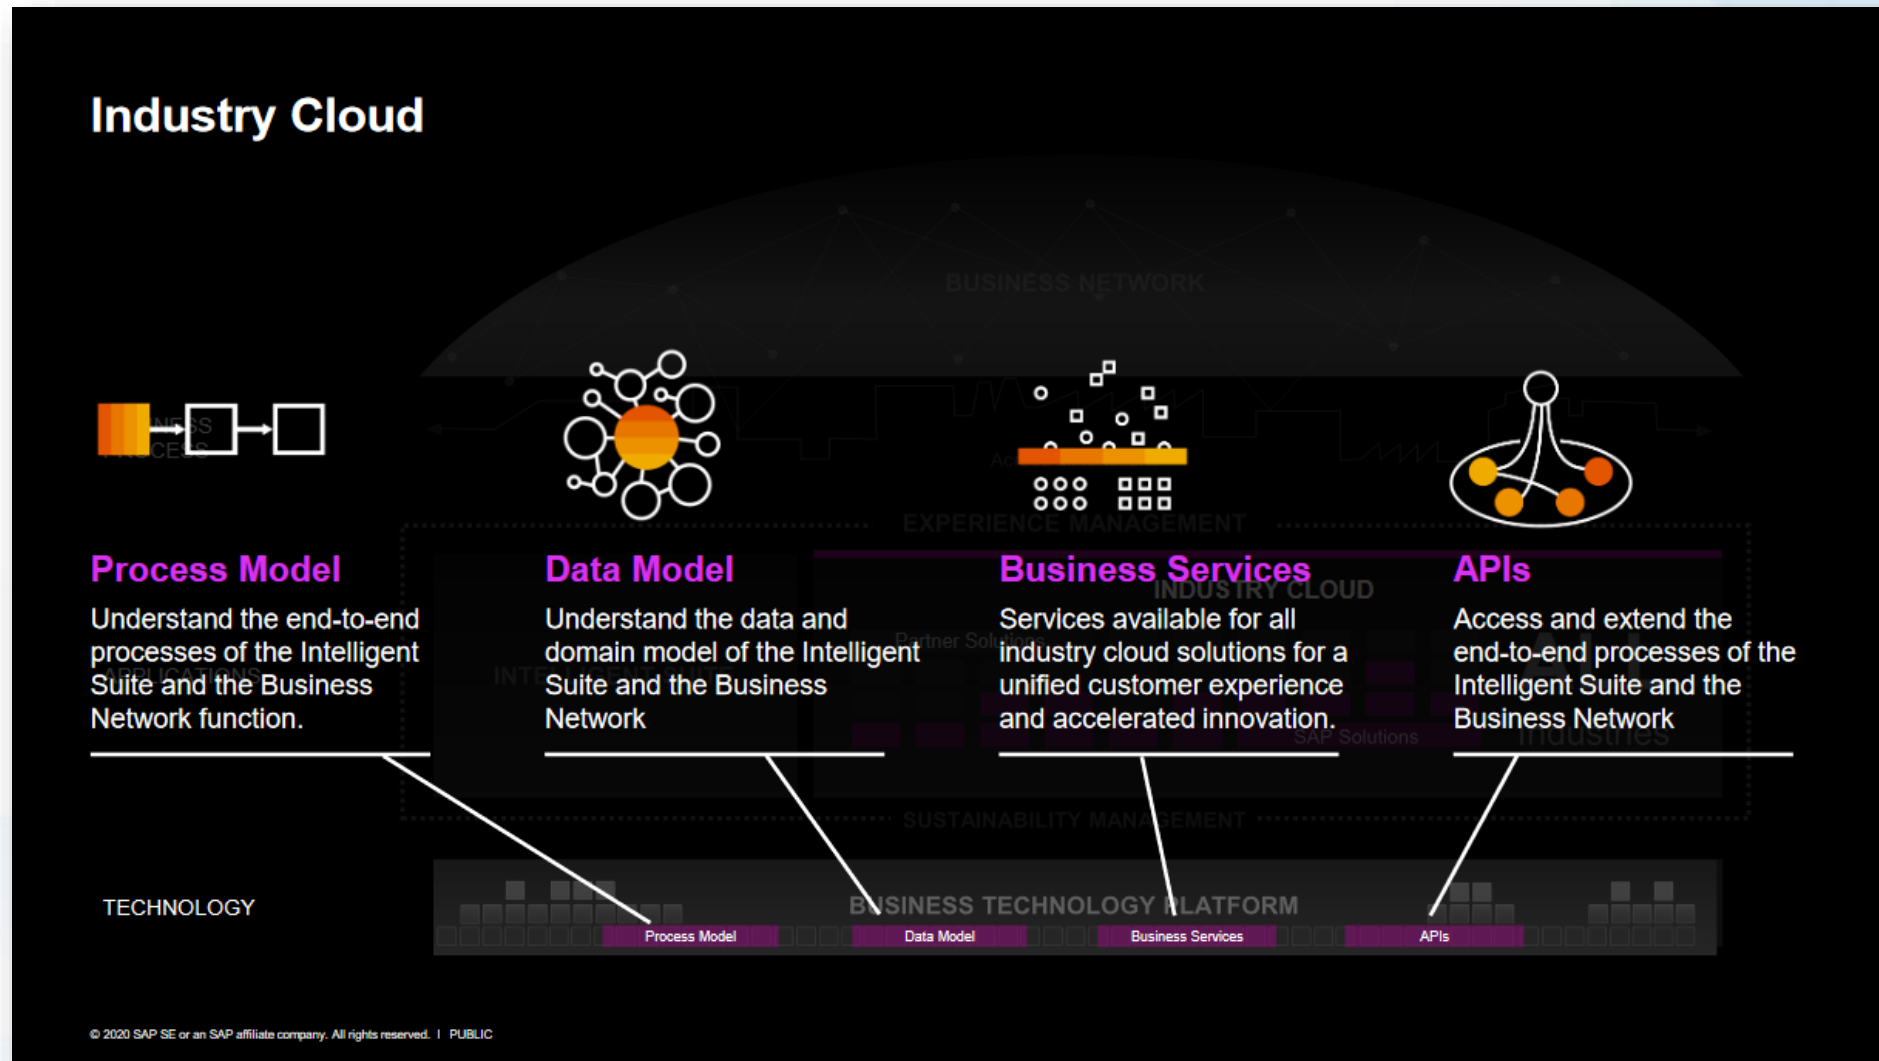 Industry Cloud
BUSINESS NETWORK
EXPERIENCE MANAGEMENT
Process Model
Understand the end-to-end
processes of the Intelligent
Suite and the Business
Network function.
Data Model
Understand the data and
domain model of the Intelligent
Suite and the Business
Network
Business Services
Services available for all
industry cloud solutions for a
unified customer experience
and accelerated innovation.
APIs
Access and extend the
end-to-end processes of the
Intelligent Suite and the
Business Network
INDUSTRY CLOUD
Partner Solutions
APPLICATIONS
SAP Solutions
ALL
Industries
SUSTAINABILITY MANAGEMENT
TECHNOLOGY
BUSINESS TECHNOLOGY PLATFORM
Process Model
Data Model
Business Services
APIs
© 2020 SAP SE or an SAP affiliate company. All rights reserved. | PUBLIC